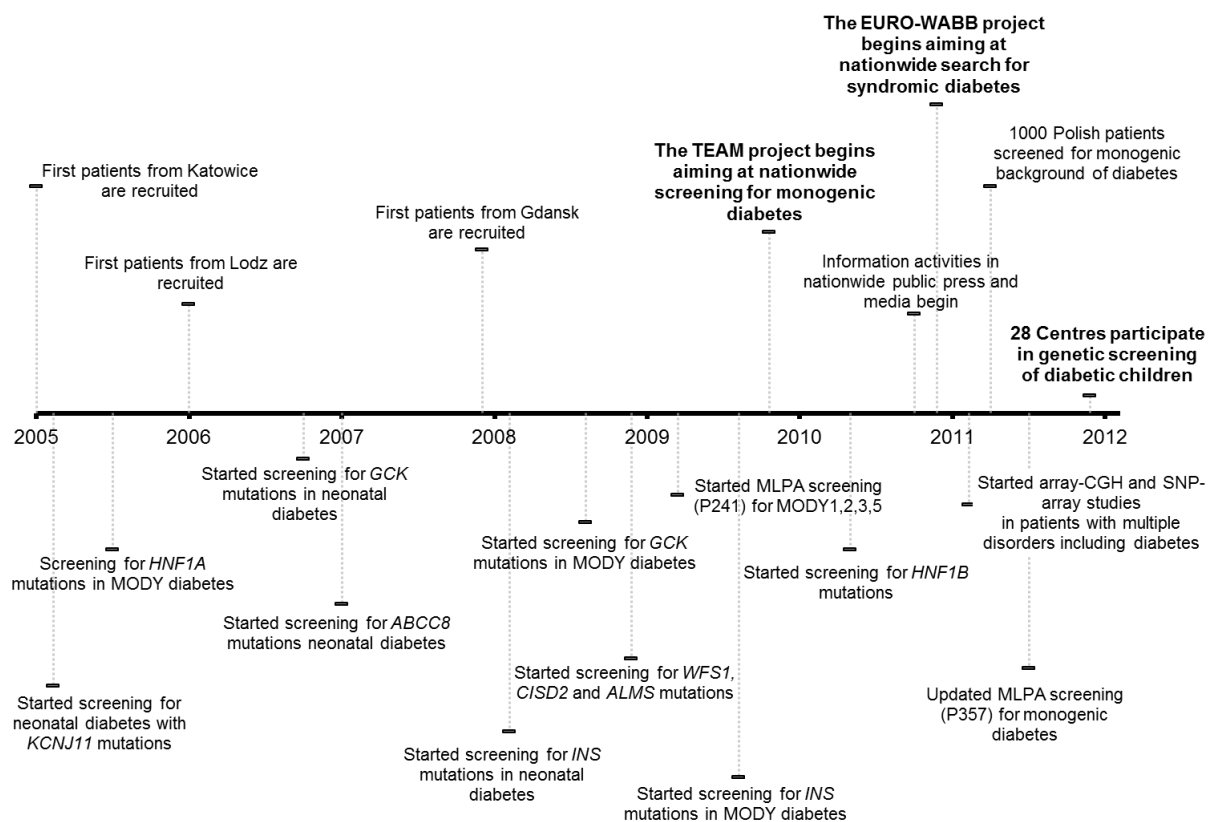 The EURO-WABB project
begins aiming at
nationwide search for
syndromic diabetes
1000 Polish patients
screened for monogenic
background of diabetes
The TEAM project begins
aiming at nationwide
screening for monogenic
diabetes
First patients from Katowice
are recruited
First patients from Gdansk
are recruited
First patients from Lodz are
recruited
Information activities in
nationwide public press and
media begin
28 Centres participate
in genetic screening
of diabetic children
2005
2006
2007
2008
2009
2010
2011
2012
Started screening for GCK
mutations in neonatal
diabetes
Started MLPA screening
(P241) for MODY1,2,3,5
Started array-CGH and SNP-
array studies
in patients with multiple
disorders including diabetes
Screening for HNF1A
mutations in MODY diabetes
Started screening for GCK
mutations in MODY diabetes
Started screening for HNF1B
mutations
Started screening for ABCC8
mutations neonatal diabetes
Started screening for WFS1,
CISD2 and ALMS mutations
Started screening for
neonatal diabetes with
KCNJ11 mutations
Updated MLPA screening
(P357) for monogenic
diabetes
Started screening for INS
mutations in neonatal
diabetes
Started screening for INS
mutations in MODY diabetes